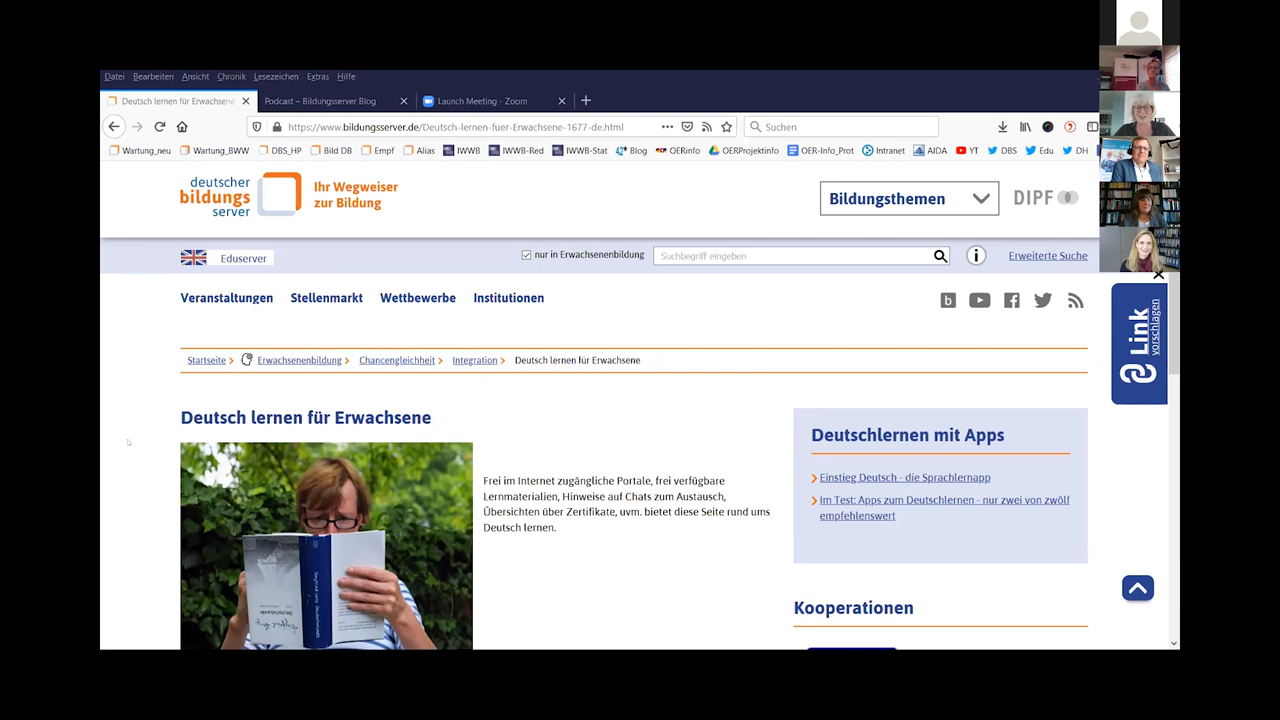 Datei Bearbeiten Ansicht Chronik Lesezeichen Extras Hilfe
Deutsch lernen für Erwachsene
Podcast – Bildungsserver Blog
Launch Meeting - Zoom
https://www.bildungsserver.de/Deutsch-lernen-fuer-Erwachsene-1677-de.html
Suchen
Wartung_neu Wartung_BWW DBS_HP Bild DB Empf Alias IWWB IWWB-Red IWWB-Stat Blog OERinfo OERProjektinfo OER-Info_Prot Intranet AIDA YT DBS Edu DH
deutscher
bildungs
server
Ihr Wegweiser
zur Bildung
Bildungsthemen
DIPF
Eduserver
nur in Erwachsenenbildung
Suchbegriff eingeben
Erweiterte Suche
Veranstaltungen Stellenmarkt Wettbewerbe Institutionen
Link
vorschlagen
Startseite Erwachsenenbildung Chancengleichheit Integration Deutsch lernen für Erwachsene
Deutsch lernen für Erwachsene
Frei im Internet zugängliche Portale, frei verfügbare
Lernmaterialien, Hinweise auf Chats zum Austausch,
Übersichten über Zertifikate, uvm. bietet diese Seite rund ums
Deutsch lernen.
Siegfried Lenz Deutschstunde
Deutschlernen mit Apps
Einstieg Deutsch - die Sprachlernapp
Im Test: Apps zum Deutschlernen - nur zwei von zwölf
empfehlenswert
Kooperationen